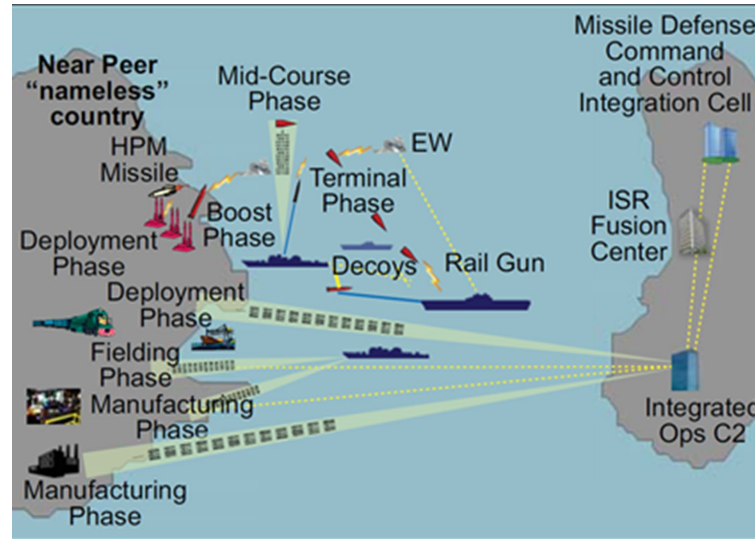 Near Peer
“nameless”
country
HPM
Missile
Deployment
Phase
Boost
Phase
Mid-Course
Phase
EW
Terminal
Phase
Decoys
Rail Gun
Deployment
Phase
Fielding
Phase
Manufacturing
Phase
Manufacturing
Phase
Missile Defense
Command
and Control
Integration Cell
ISR
Fusion
Center
Integrated
Ops C2